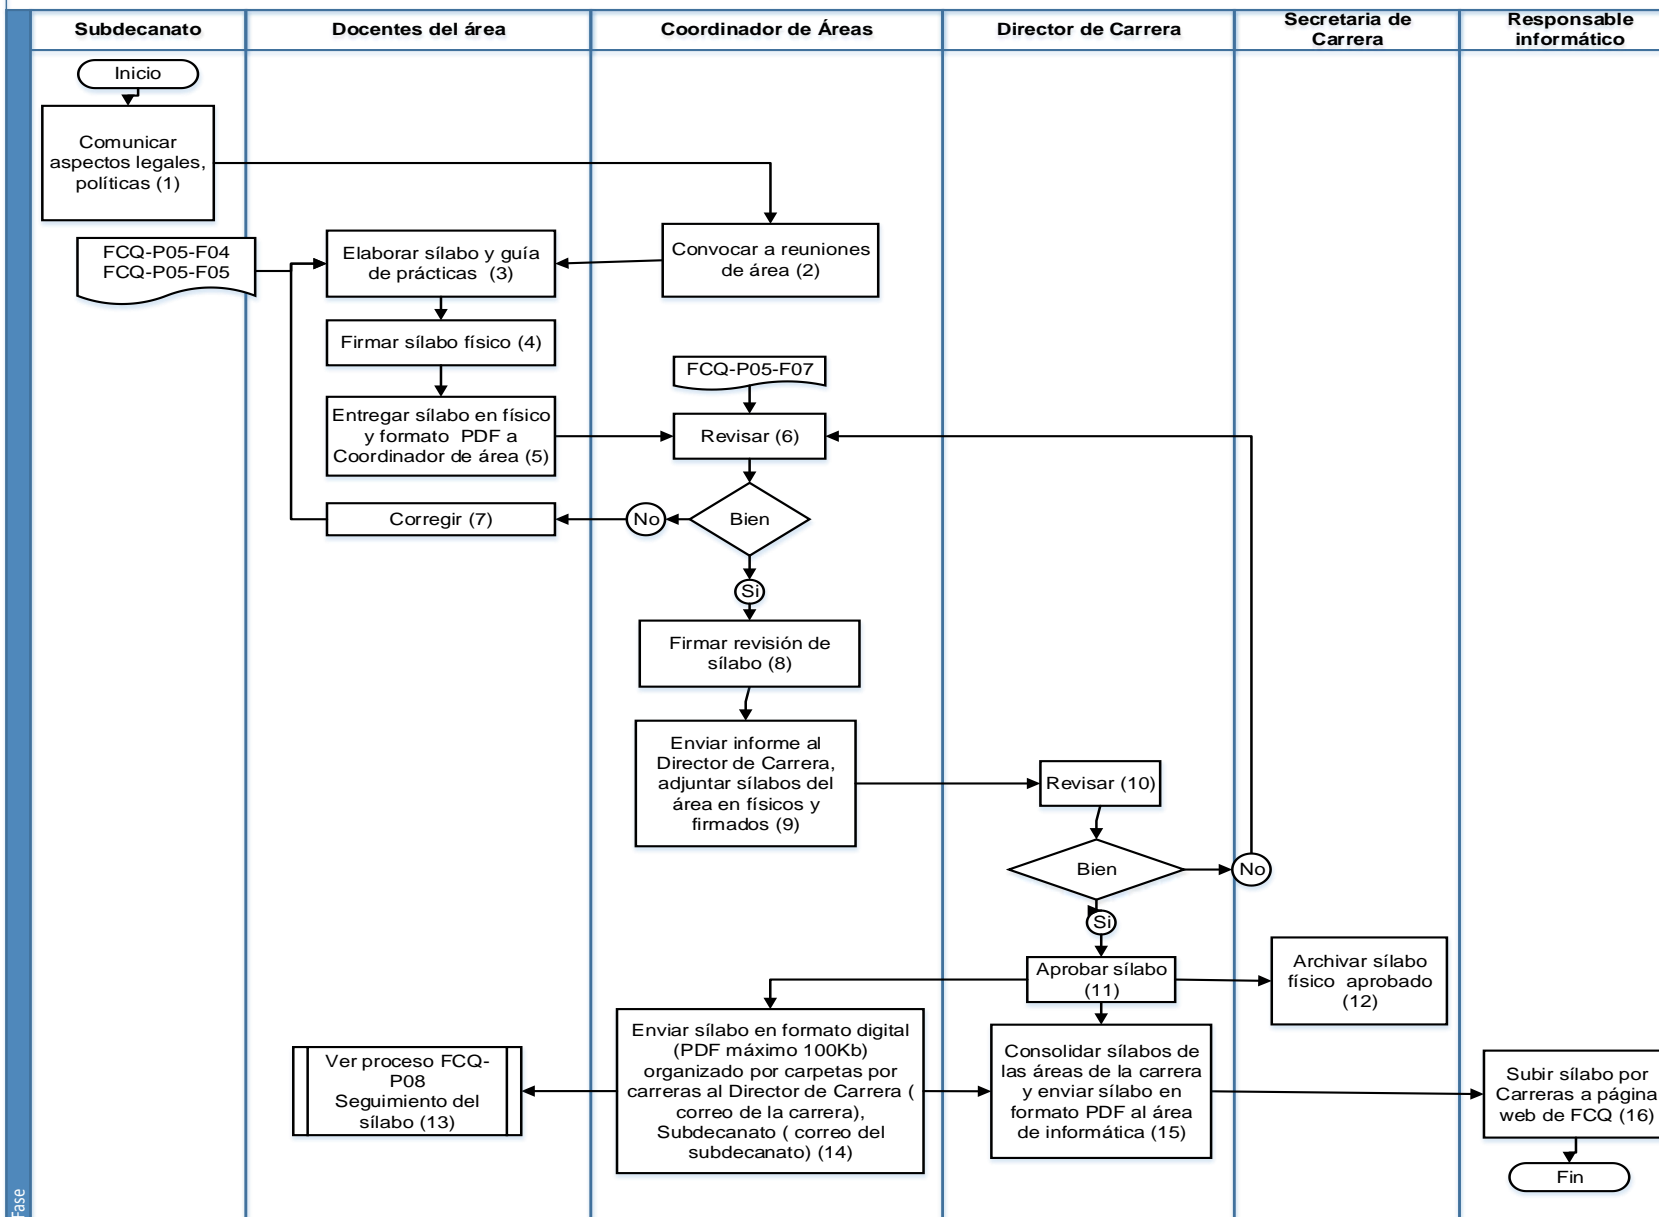 Subdecanato
Docentes del área
Coordinador de Áreas
Director de Carrera
Secretaria de
Carrera
Responsable
informático
Inicio
Comunicar
aspectos legales,
políticas (1)
Convocar a reuniones
de área (2)
FCQ-P05-F04
FCQ-P05-F05
Elaborar sílabo y guía
de prácticas (3)
Firmar sílabo físico (4)
Entregar sílabo en físico
y formato PDF a
Coordinador de área (5)
FCQ-P05-F07
Revisar (6)
Bien
No
Corregir (7)
Si
Firmar revisión de
sílabo (8)
Enviar informe al
Director de Carrera,
adjuntar sílabos del
área en físicos y
firmados (9)
Revisar (10)
Bien
No
Si
Aprobar sílabo
(11)
Archivar sílabo
físico aprobado
(12)
Ver proceso FCQ-
P08
Seguimiento del
sílabo (13)
Enviar sílabo en formato digital
(PDF máximo 100Kb)
organizado por carpetas por
carreras al Director de Carrera (
correo de la carrera),
Subdecanato ( correo del
subdecanato) (14)
Consolidar sílabos de
las áreas de la carrera
y enviar sílabo en
formato PDF al área
de informática (15)
Subir sílabo por
Carreras a página
web de FCQ (16)
Fin
Fase